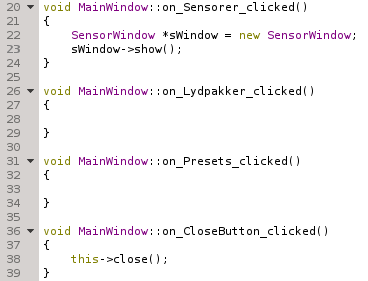 20 void MainWindow::on_Sensorer_clicked()
21 {
22     SensorWindow *sWindow = new SensorWindow;
23     sWindow->show();
24 }
25
26 void MainWindow::on_Lydpakker_clicked()
27 {
28
29 }
30
31 void MainWindow::on_Presets_clicked()
32 {
33
34 }
35
36 void MainWindow::on_CloseButton_clicked()
37 {
38     this->close();
39 }